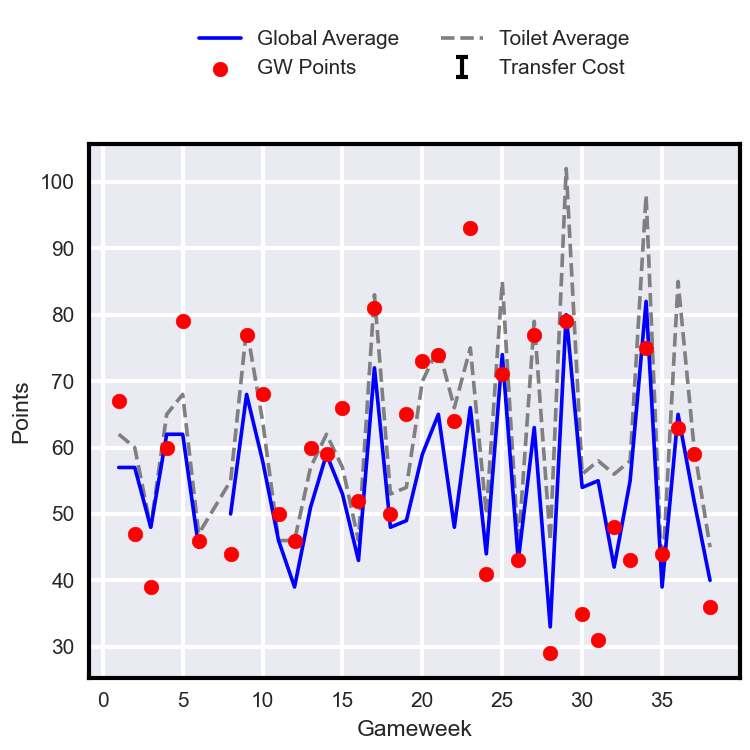 Global Average
GW Points
Toilet Average
Transfer Cost
100
90
80
70
60
50
40
30
Points
0 5 10 15 20 25 30 35
Gameweek